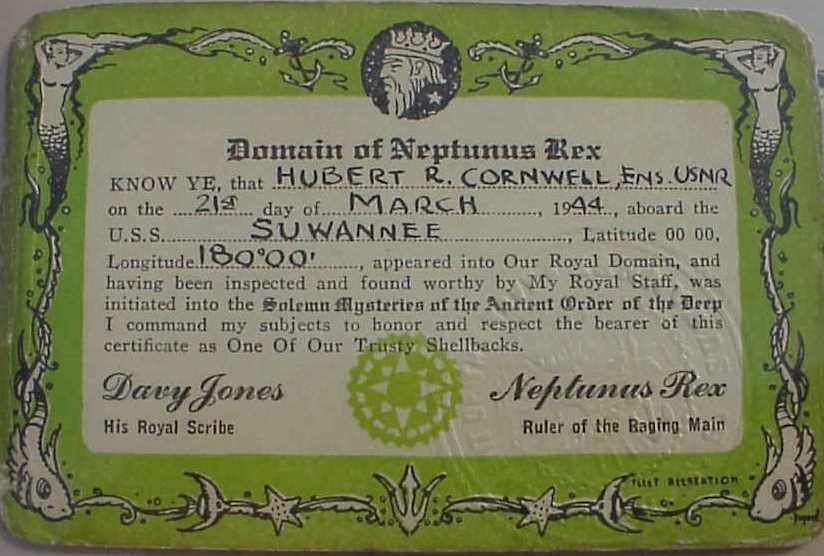 Domain of Neptunus Rex
KNOW YE, that HUBERT R. CORNWELL, ENS. USNR
on the 21st day of MARCH, 1944, aboard the
U.S.S. SUWANNEE, Latitude 00 00,
Longitude 180°00', appeared into Our Royal Domain, and
having been inspected and found worthy by My Royal Staff, was
initiated into the Solemn Mysteries of the Ancient Order of the Deep
I command my subjects to honor and respect the bearer of this
certificate as One Of Our Trusty Shellbacks.
Davy Jones Neptunus Rex
His Royal Scribe Ruler of the Raging Main
FLEET RECREATION